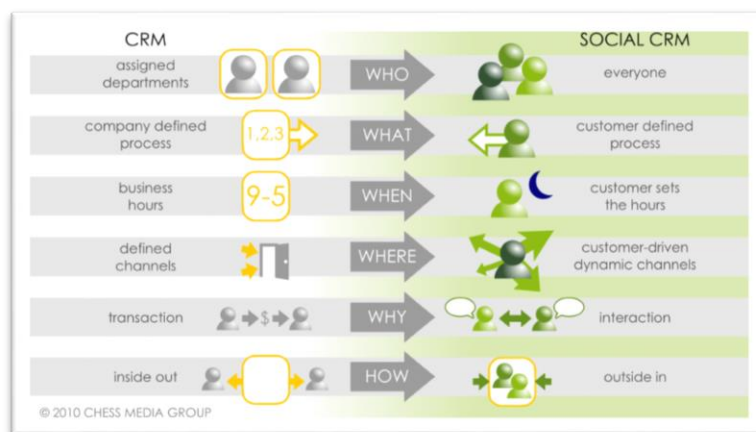 CRM
SOCIAL CRM
assigned
departments
WHO
everyone
company defined
process
1,2,3
WHAT
customer defined
process
business
hours
9-5
WHEN
customer sets
the hours
defined
channels
WHERE
customer-driven
dynamic channels
transaction
$
WHY
interaction
inside out
HOW
outside in
© 2010 CHESS MEDIA GROUP